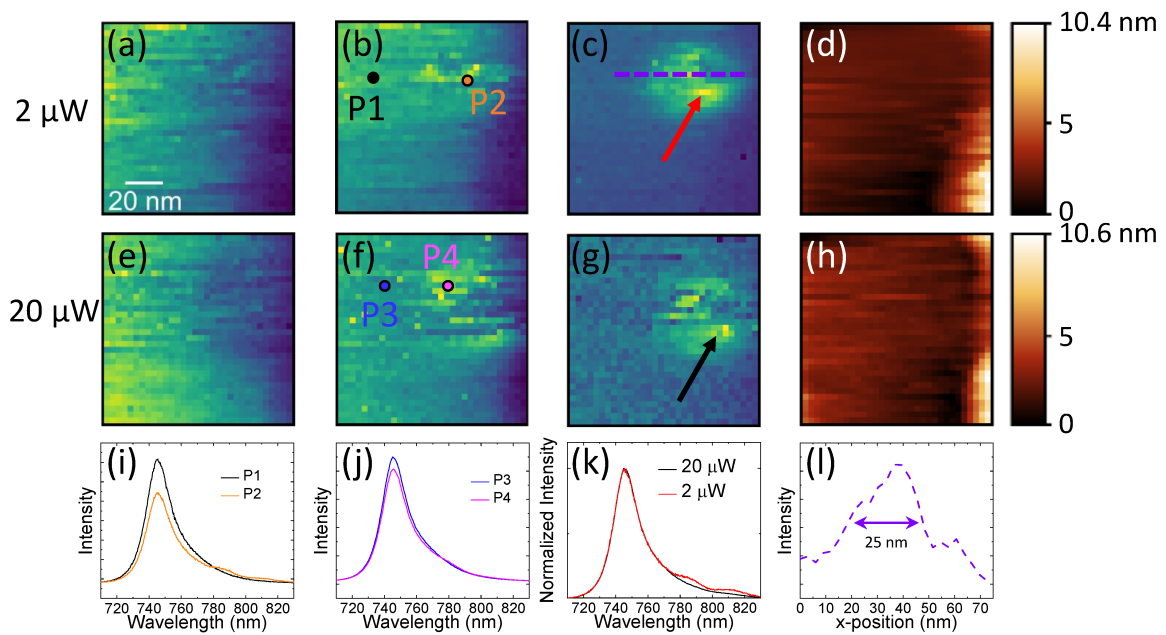 (a) (b) (c) (d) 10.4 nm
2 µW
P1 P2
5
20 nm
0
(e) (f) (g) (h) 10.6 nm
20 µW
P4
P3
5
0
(i) (j) (k) (l)
Intensity
P1
P2
720 740 760 780 800 820
Wavelength (nm)
Intensity
P3
P4
720 740 760 780 800 820
Wavelength (nm)
Normalized Intensity
20 µW
2 µW
720 740 760 780 800 820
Wavelength (nm)
Intensity
25 nm
0 10 20 30 40 50 60 70
x-position (nm)